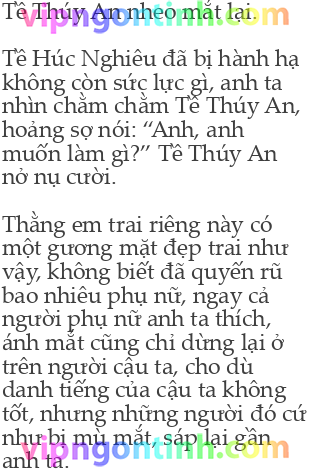 Tề Thúy An nheo mắt lại.
vipngontinh.com
Tề Húc Nghiêu đã bị hành hạ
không còn sức lực gì, anh ta
nhìn chằm chằm Tề Thúy An,
hoảng sợ nói: “Anh, anh
muốn làm gì?” Tề Thúy An
nở nụ cười.
Thằng em trai riêng này có
một gương mặt đẹp trai như
vậy, không biết đã quyến rũ
bao nhiêu phụ nữ, ngay cả
người phụ nữ anh ta thích,
ánh mắt cũng chỉ dừng lại ở
trên người cậu ta, cho dù
danh tiếng của cậu ta không
tốt, nhưng những người đó cứ
như bị mù mắt, sáp lại gần
vipngontinh.com
anh ta.